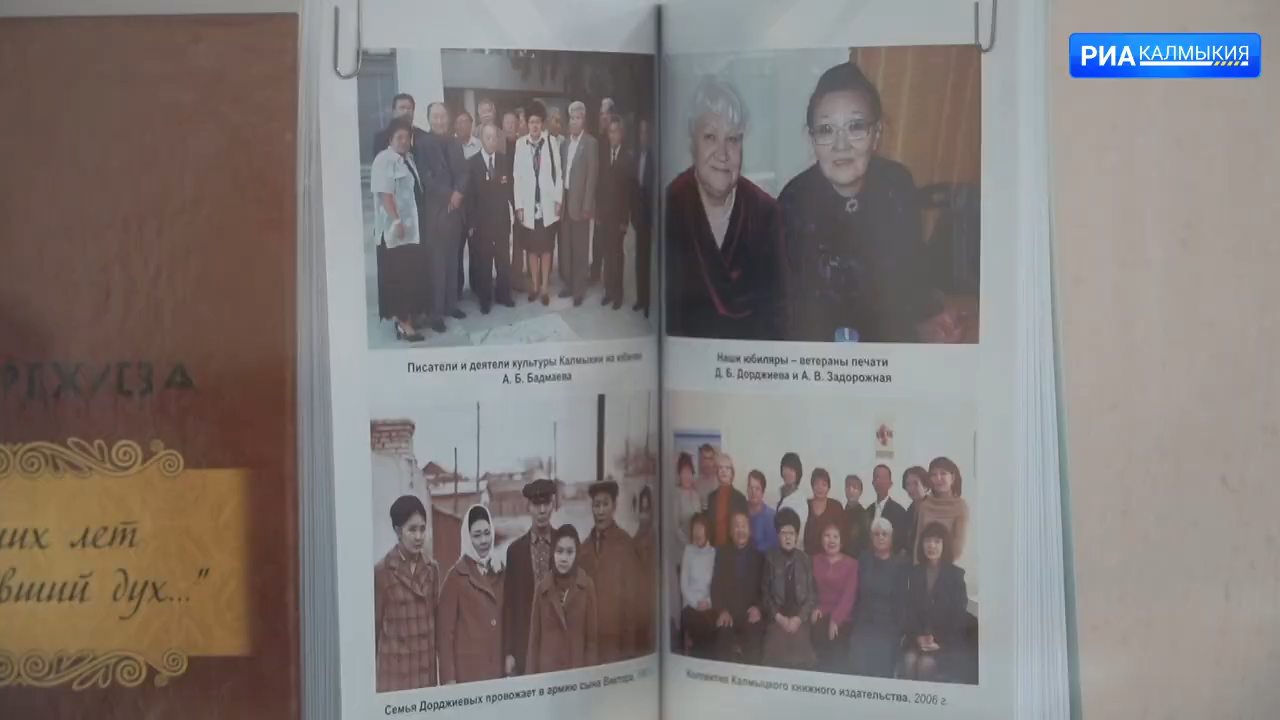 РИА КАЛМЫКИЯ
РДЖИЕВА
их лет
вший дух..."
Писатели и деятели культуры Калмыкии на юбилее
А. Б. Бадмаева
Наши юбиляры – ветераны печати
Д. Б. Дорджиева и А. В. Задорожная
Семья Дорджиевых провожает в армию сына Виктора
Коллектив Калмыцкого книжного издательства, 2006 г.